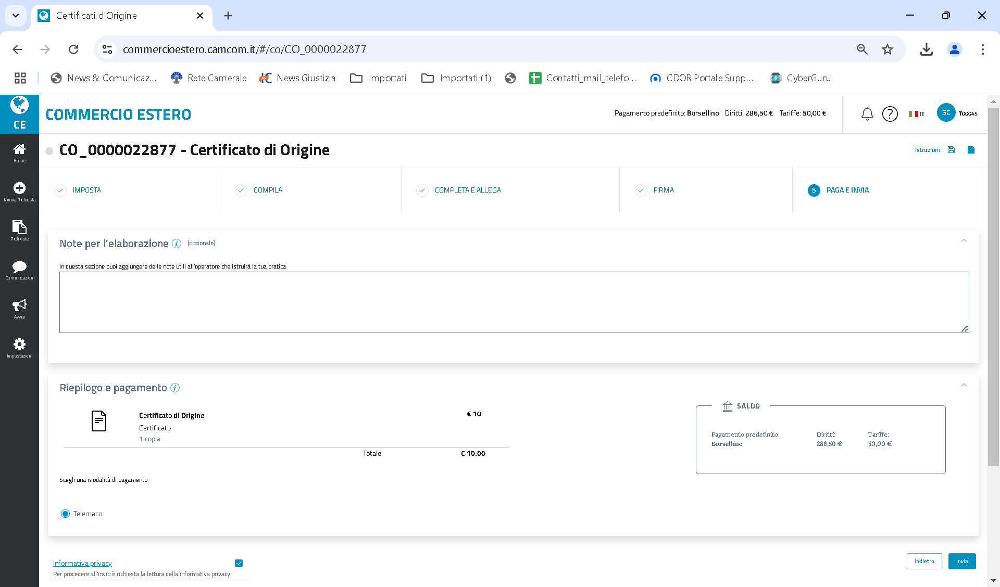 Certificati d'Origine
commercioestero.camcom.it/#/co/CO_0000022877
News & Comunicaz...
Rete Camerale
News Giustizia
Importati
Importati (1)
Contatti_mail_telefo...
CDOR Portale Supp...
CyberGuru
CE
COMMERCIO ESTERO
Pagamento predefinito: Borsellino Diritti: 286,50 € Tariffe: 50,00 €
IT
SC
T00045
Home
Nuova Richiesta
Richieste
Comunicazioni
Avvisi
Impostazioni
CO_0000022877 - Certificato di Origine
Istruzioni
IMPOSTA
COMPILA
COMPLETA E ALLEGA
FIRMA
5 PAGA E INVIA
Note per l'elaborazione i (opzionale)
In questa sezione puoi aggiungere delle note utili all'operatore che istruirà la tua pratica
Riepilogo e pagamento i
Certificato di Origine € 10
Certificato
1 copia
Totale € 10.00
SALDO
Pagamento predefinito: Diritti: Tariffe:
Borsellino 286,50 € 50,00 €
Scegli una modalità di pagamento
Telemaco
Informativa privacy
Per procedere all'invio è richiesta la lettura della informativa privacy
Indietro
Invia